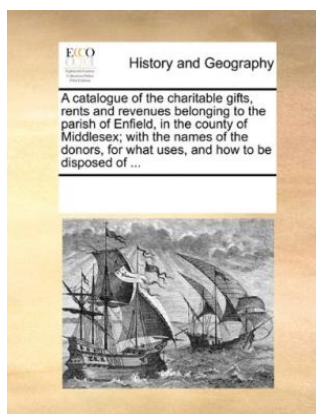 ECCO
History and Geography
A catalogue of the charitable gifts,
rents and revenues belonging to the
parish of Enfield, in the county of
Middlesex; with the names of the
donors, for what uses, and how to be
disposed of ...